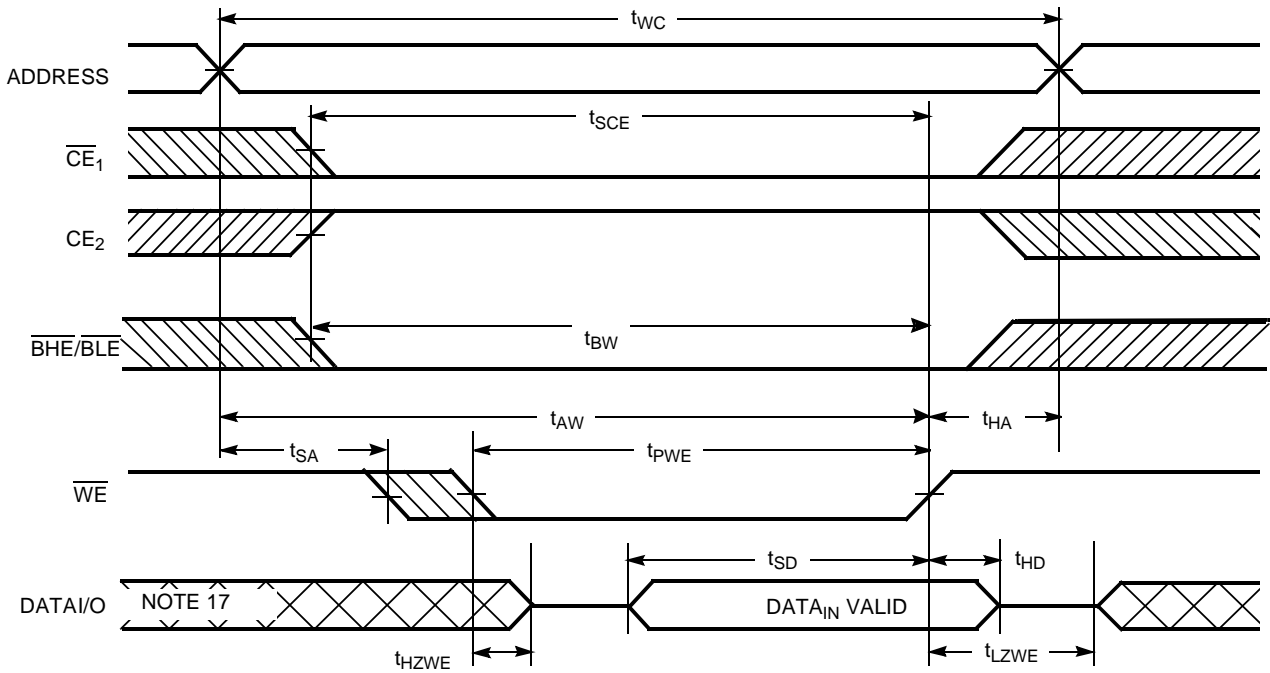 tWC
ADDRESS
tSCE
CE1
CE2
tBW
BHE/BLE
tAW
tHA
tSA
tPWE
WE
tSD
tHD
DATAI/O
NOTE 17
DATAIN VALID
tHZWE
tLZWE